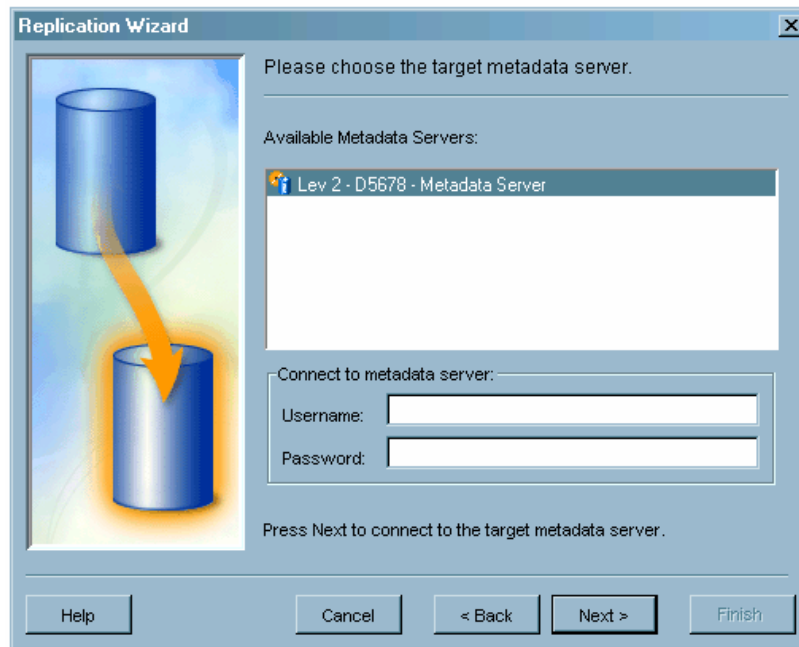 Replication Wizard
Please choose the target metadata server.
Available Metadata Servers:
Lev 2 - D5678 - Metadata Server
Connect to metadata server:
Username:
Password:
Press Next to connect to the target metadata server.
Help
Cancel
< Back
Next >
Finish